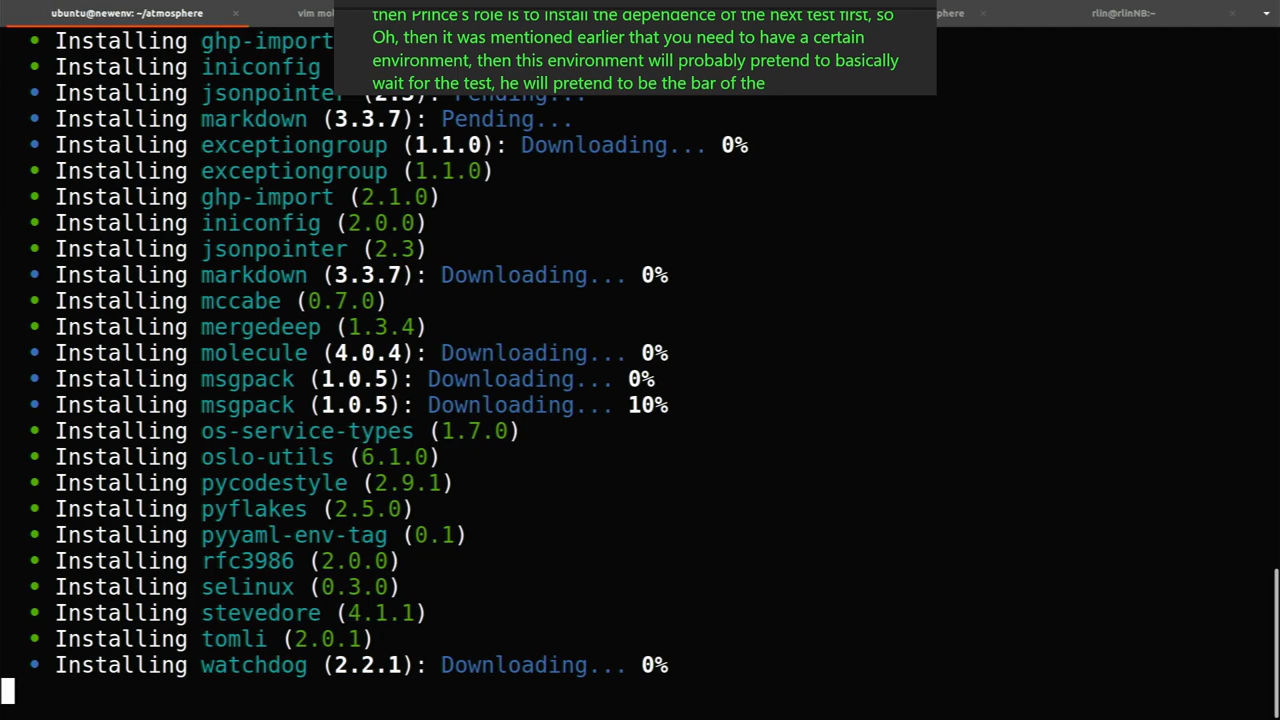 ubuntu@newenv: ~/atmosphere
vim mol
phere
rlin@rlinNB:~
then Prince's role is to install the dependence of the next test first, so
Oh, then it was mentioned earlier that you need to have a certain
environment, then this environment will probably pretend to basically
wait for the test, he will pretend to be the bar of the
• Installing ghp-import
• Installing iniconfig
• Installing jsonpointer (2.3): Pending...
• Installing markdown (3.3.7): Pending...
• Installing exceptiongroup (1.1.0): Downloading... 0%
• Installing exceptiongroup (1.1.0)
• Installing ghp-import (2.1.0)
• Installing iniconfig (2.0.0)
• Installing jsonpointer (2.3)
• Installing markdown (3.3.7): Downloading... 0%
• Installing mccabe (0.7.0)
• Installing mergedeep (1.3.4)
• Installing molecule (4.0.4): Downloading... 0%
• Installing msgpack (1.0.5): Downloading... 0%
• Installing msgpack (1.0.5): Downloading... 10%
• Installing os-service-types (1.7.0)
• Installing oslo-utils (6.1.0)
• Installing pycodestyle (2.9.1)
• Installing pyflakes (2.5.0)
• Installing pyyaml-env-tag (0.1)
• Installing rfc3986 (2.0.0)
• Installing selinux (0.3.0)
• Installing stevedore (4.1.1)
• Installing tomli (2.0.1)
• Installing watchdog (2.2.1): Downloading... 0%